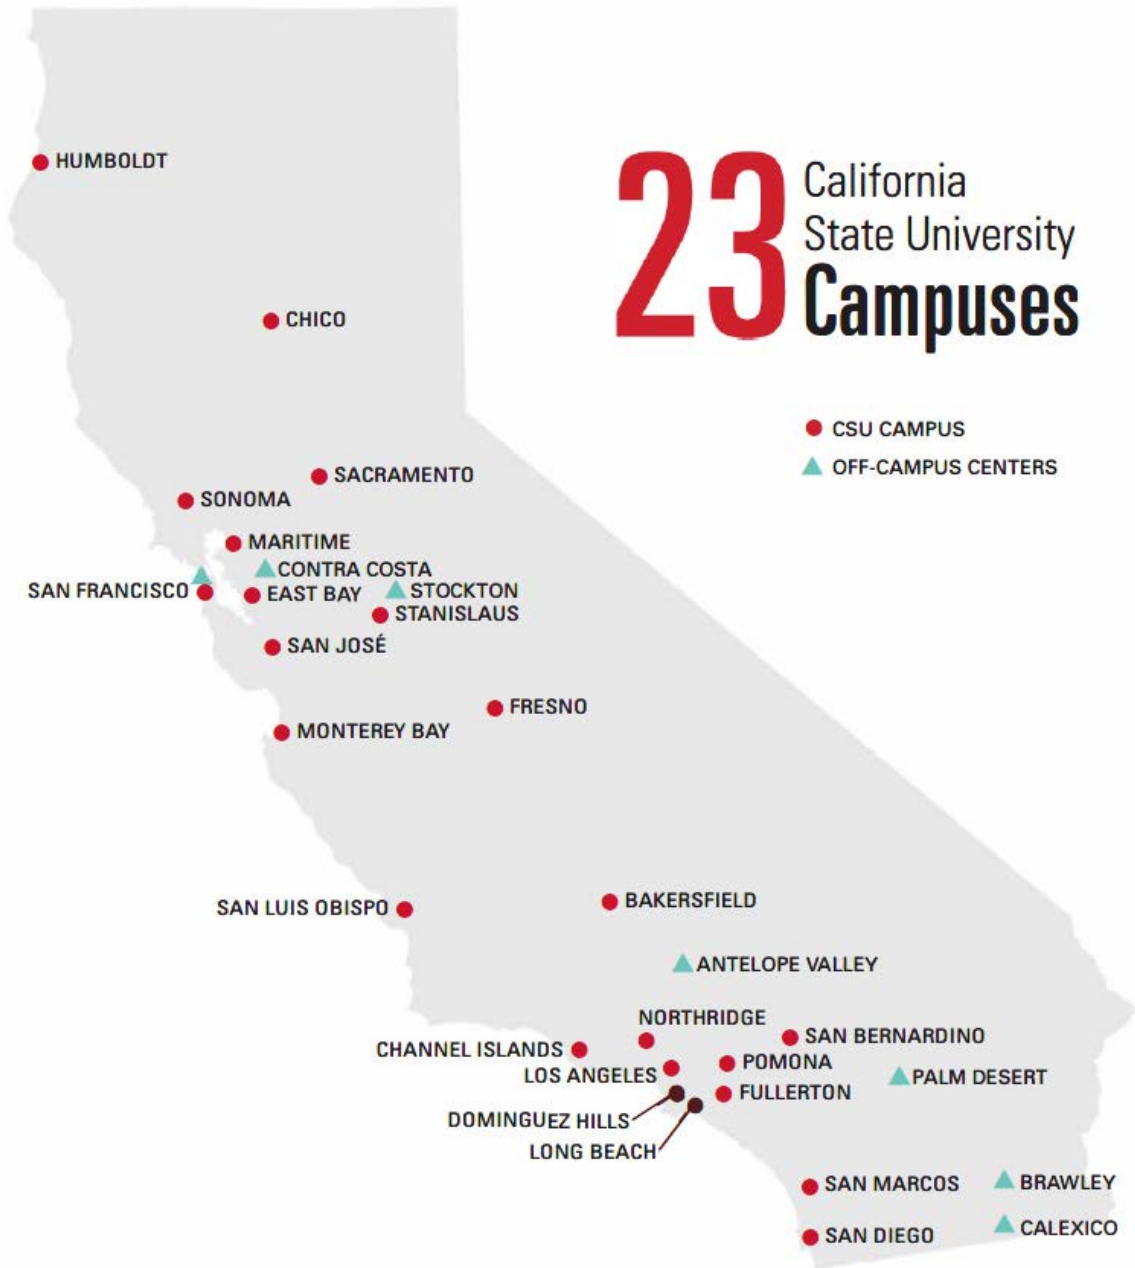 HUMBOLDT
23
California
State University
Campuses
CHICO
CSU CAMPUS
OFF-CAMPUS CENTERS
SACRAMENTO
SONOMA
MARITIME
CONTRA COSTA
SAN FRANCISCO
EAST BAY
STOCKTON
STANISLAUS
SAN JOSÉ
FRESNO
MONTEREY BAY
SAN LUIS OBISPO
BAKERSFIELD
ANTELOPE VALLEY
NORTHRIDGE
SAN BERNARDINO
CHANNEL ISLANDS
POMONA
LOS ANGELES
PALM DESERT
FULLERTON
DOMINGUEZ HILLS
LONG BEACH
SAN MARCOS
BRAWLEY
SAN DIEGO
CALEXICO